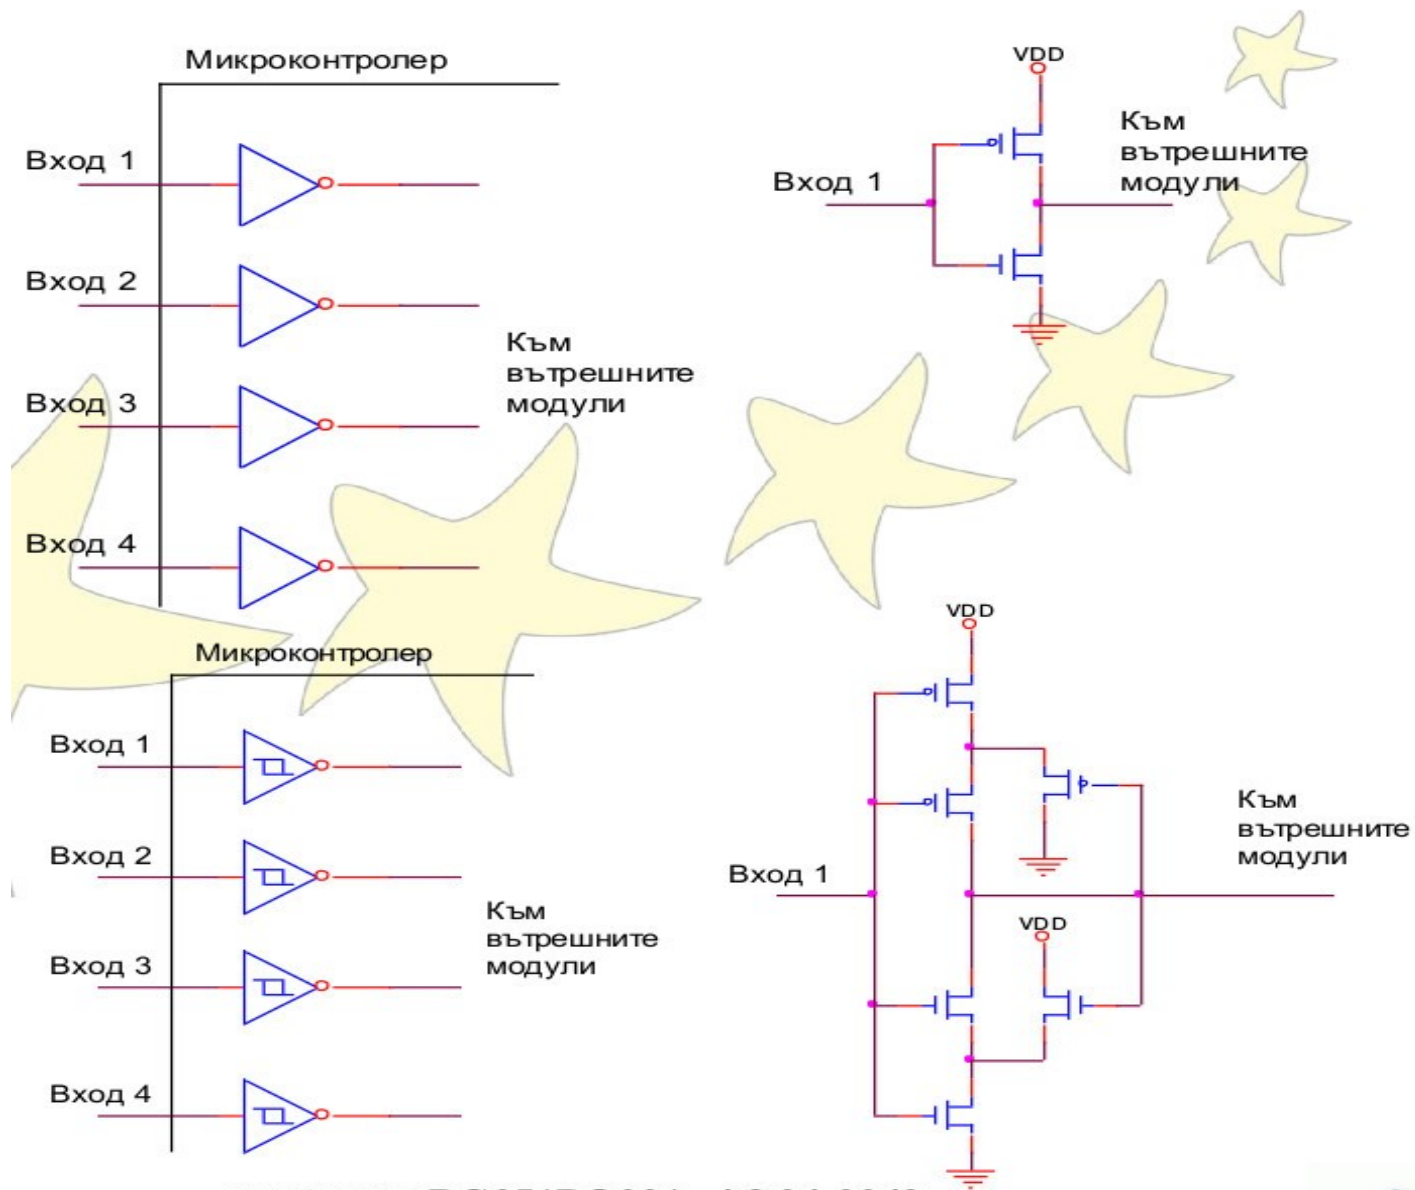 Микроконтролер
Вход 1
Вход 2
Вход 3
Вход 4
Към
вътрешните
модули
VDD
Вход 1
Към
вътрешните
модули
Микроконтролер
Вход 1
Вход 2
Вход 3
Вход 4
Към
вътрешните
модули
VDD
Вход 1
VDD
Към
вътрешните
модули